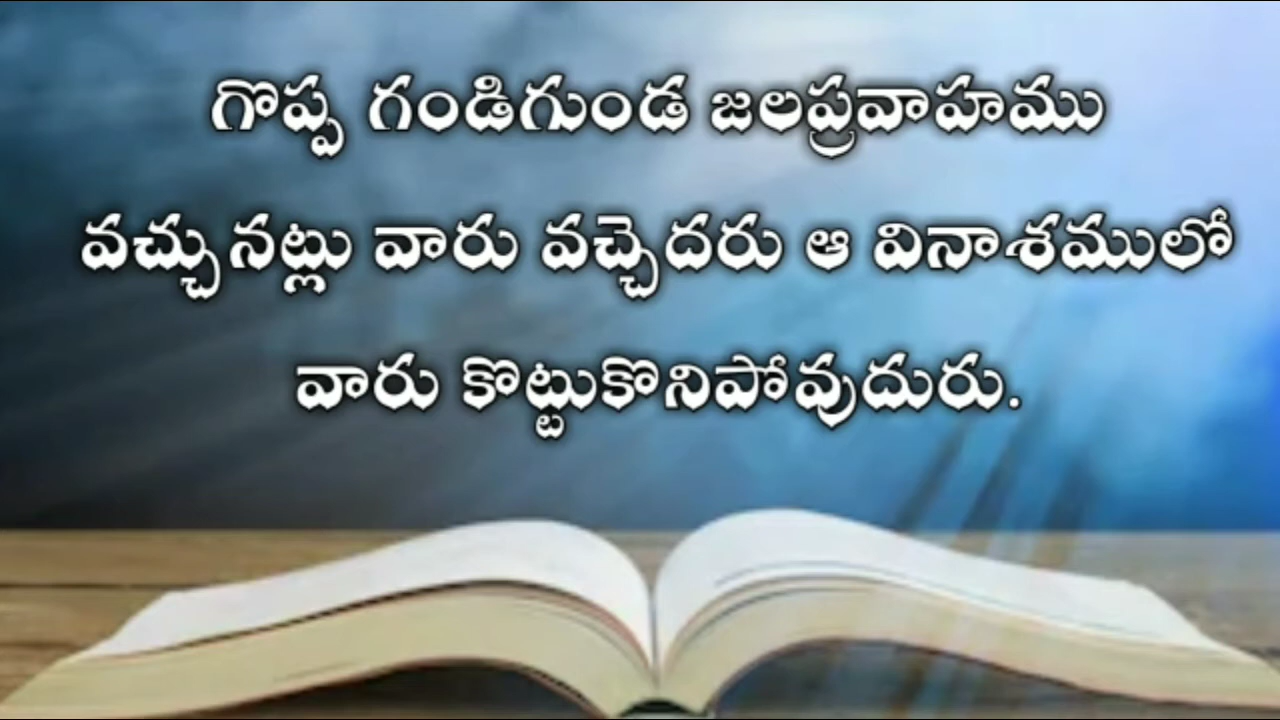 గొప్ప గండిగుండ జలప్రవాహము
వచ్చునట్లు వారు వచ్చెదరు ఆ వినాశములో
వారు కొట్టుకొనిపోవుదురు.